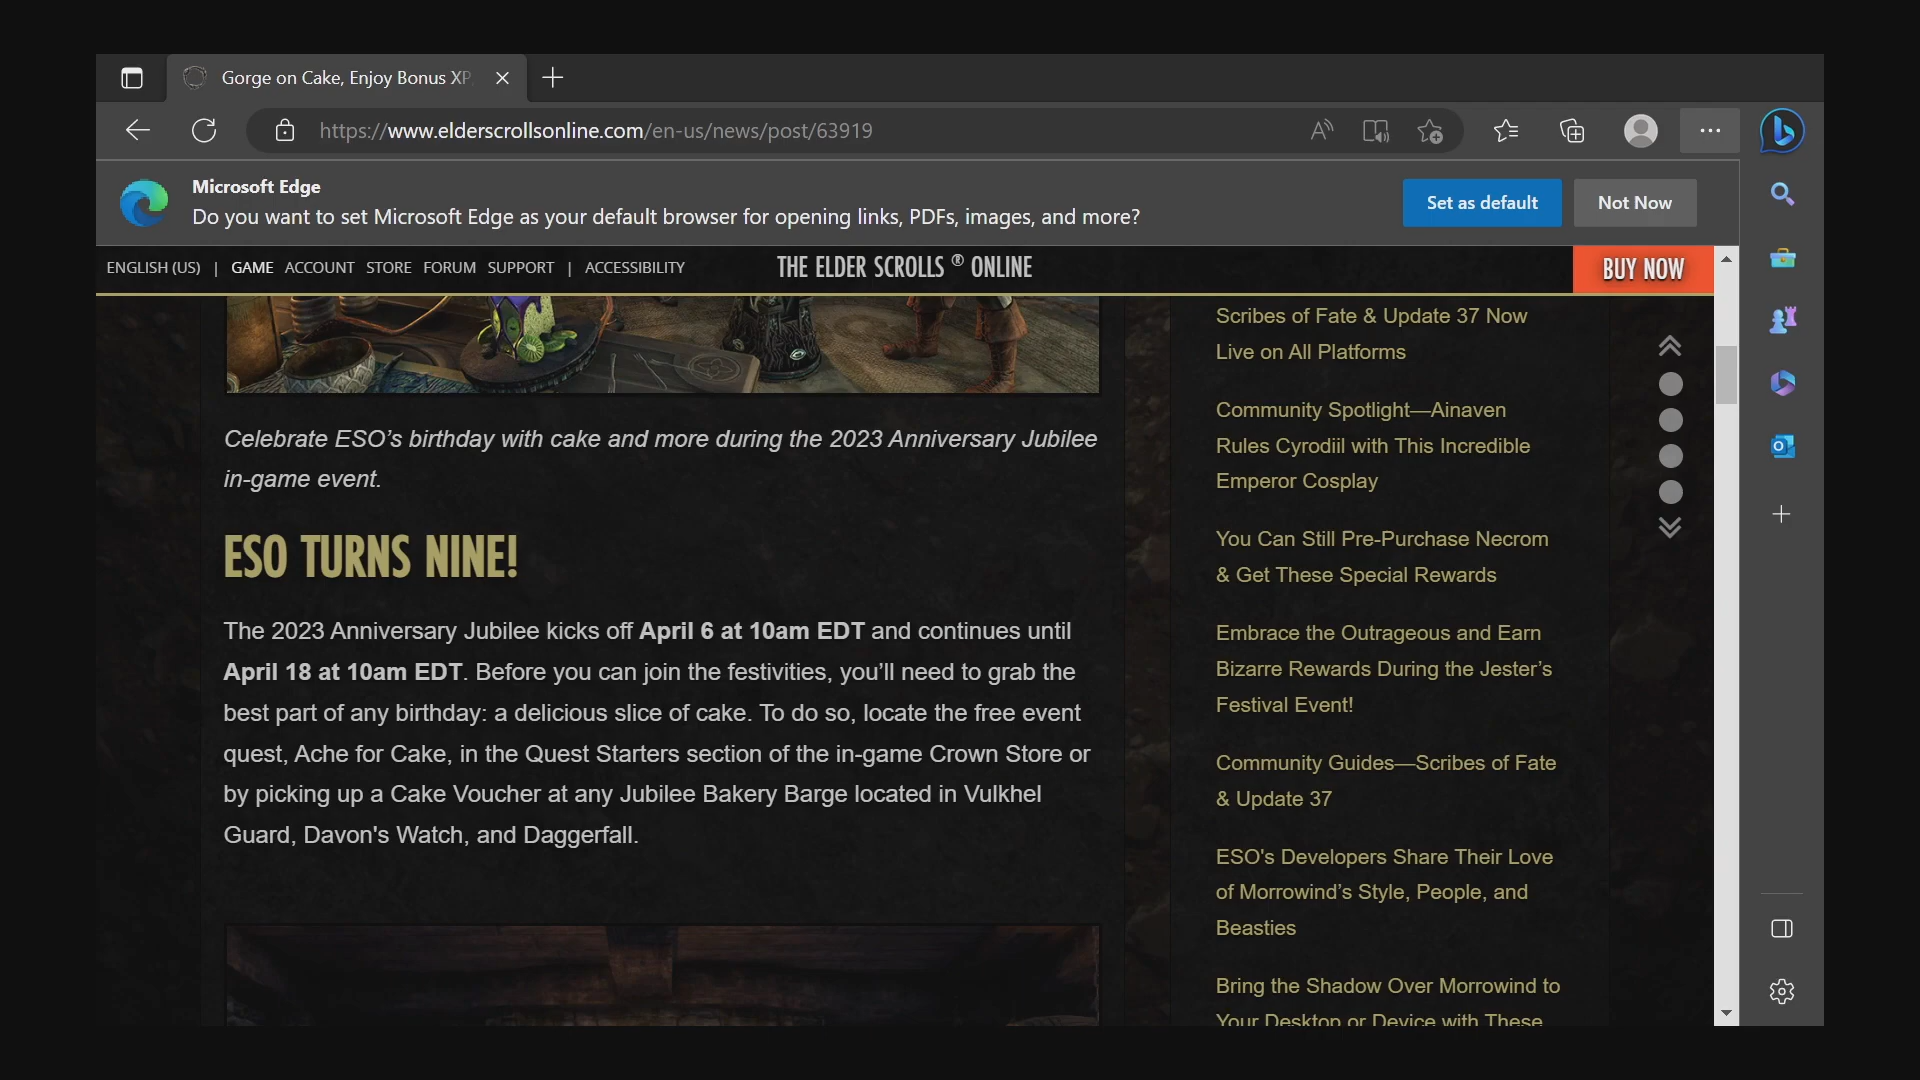 Gorge on Cake, Enjoy Bonus XP
https://www.elderscrollsonline.com/en-us/news/post/63919
Microsoft Edge
Do you want to set Microsoft Edge as your default browser for opening links, PDFs, images, and more?
Set as default
Not Now
ENGLISH (US) | GAME ACCOUNT STORE FORUM SUPPORT | ACCESSIBILITY
THE ELDER SCROLLS ® ONLINE
BUY NOW
Celebrate ESO’s birthday with cake and more during the 2023 Anniversary Jubilee
in-game event.
ESO TURNS NINE!
The 2023 Anniversary Jubilee kicks off April 6 at 10am EDT and continues until
April 18 at 10am EDT. Before you can join the festivities, you’ll need to grab the
best part of any birthday: a delicious slice of cake. To do so, locate the free event
quest, Ache for Cake, in the Quest Starters section of the in-game Crown Store or
by picking up a Cake Voucher at any Jubilee Bakery Barge located in Vulkhel
Guard, Davon's Watch, and Daggerfall.
Scribes of Fate & Update 37 Now
Live on All Platforms
Community Spotlight—Ainaven
Rules Cyrodiil with This Incredible
Emperor Cosplay
You Can Still Pre-Purchase Necrom
& Get These Special Rewards
Embrace the Outrageous and Earn
Bizarre Rewards During the Jester’s
Festival Event!
Community Guides—Scribes of Fate
& Update 37
ESO's Developers Share Their Love
of Morrowind’s Style, People, and
Beasties
Bring the Shadow Over Morrowind to
Your Desktop or Device with These